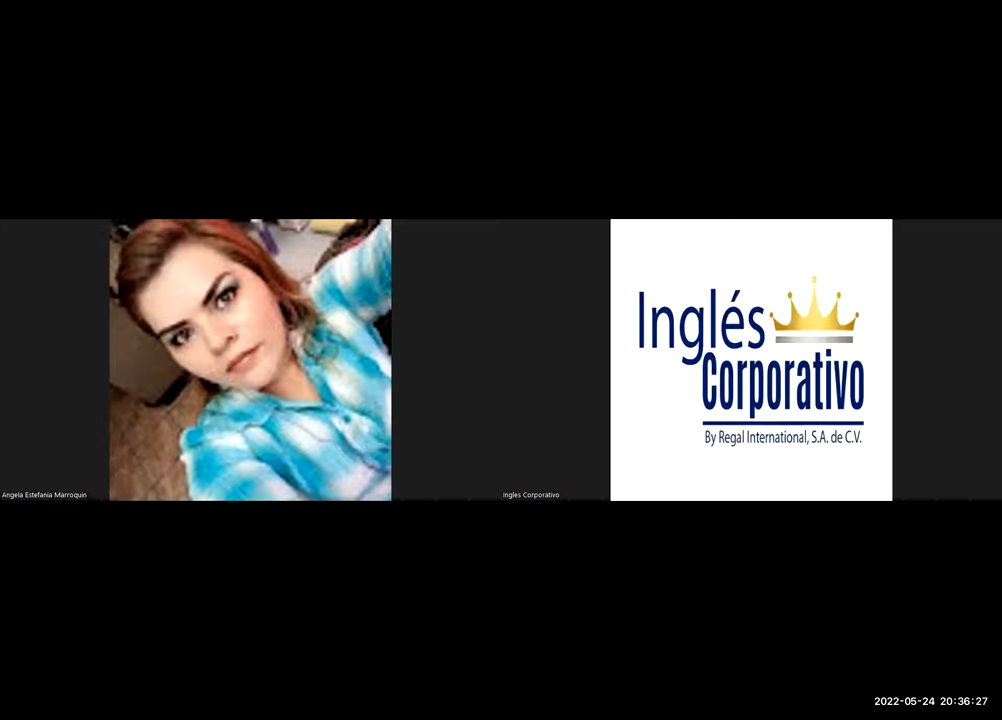 Inglés
Corporativo
By Regal International, S.A. de C.V.
Angela Estefania Marroquin
Ingles Corporativo
2022-05-24 20:36:27